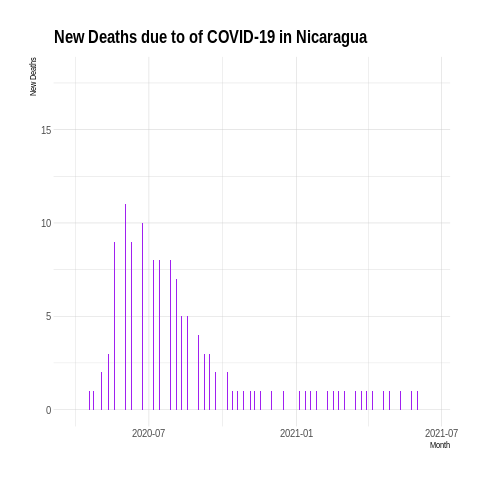 New Deaths due to of COVID-19 in Nicaragua
New Deaths
15
10
5
0
2020-07
2021-01
2021-07
Month